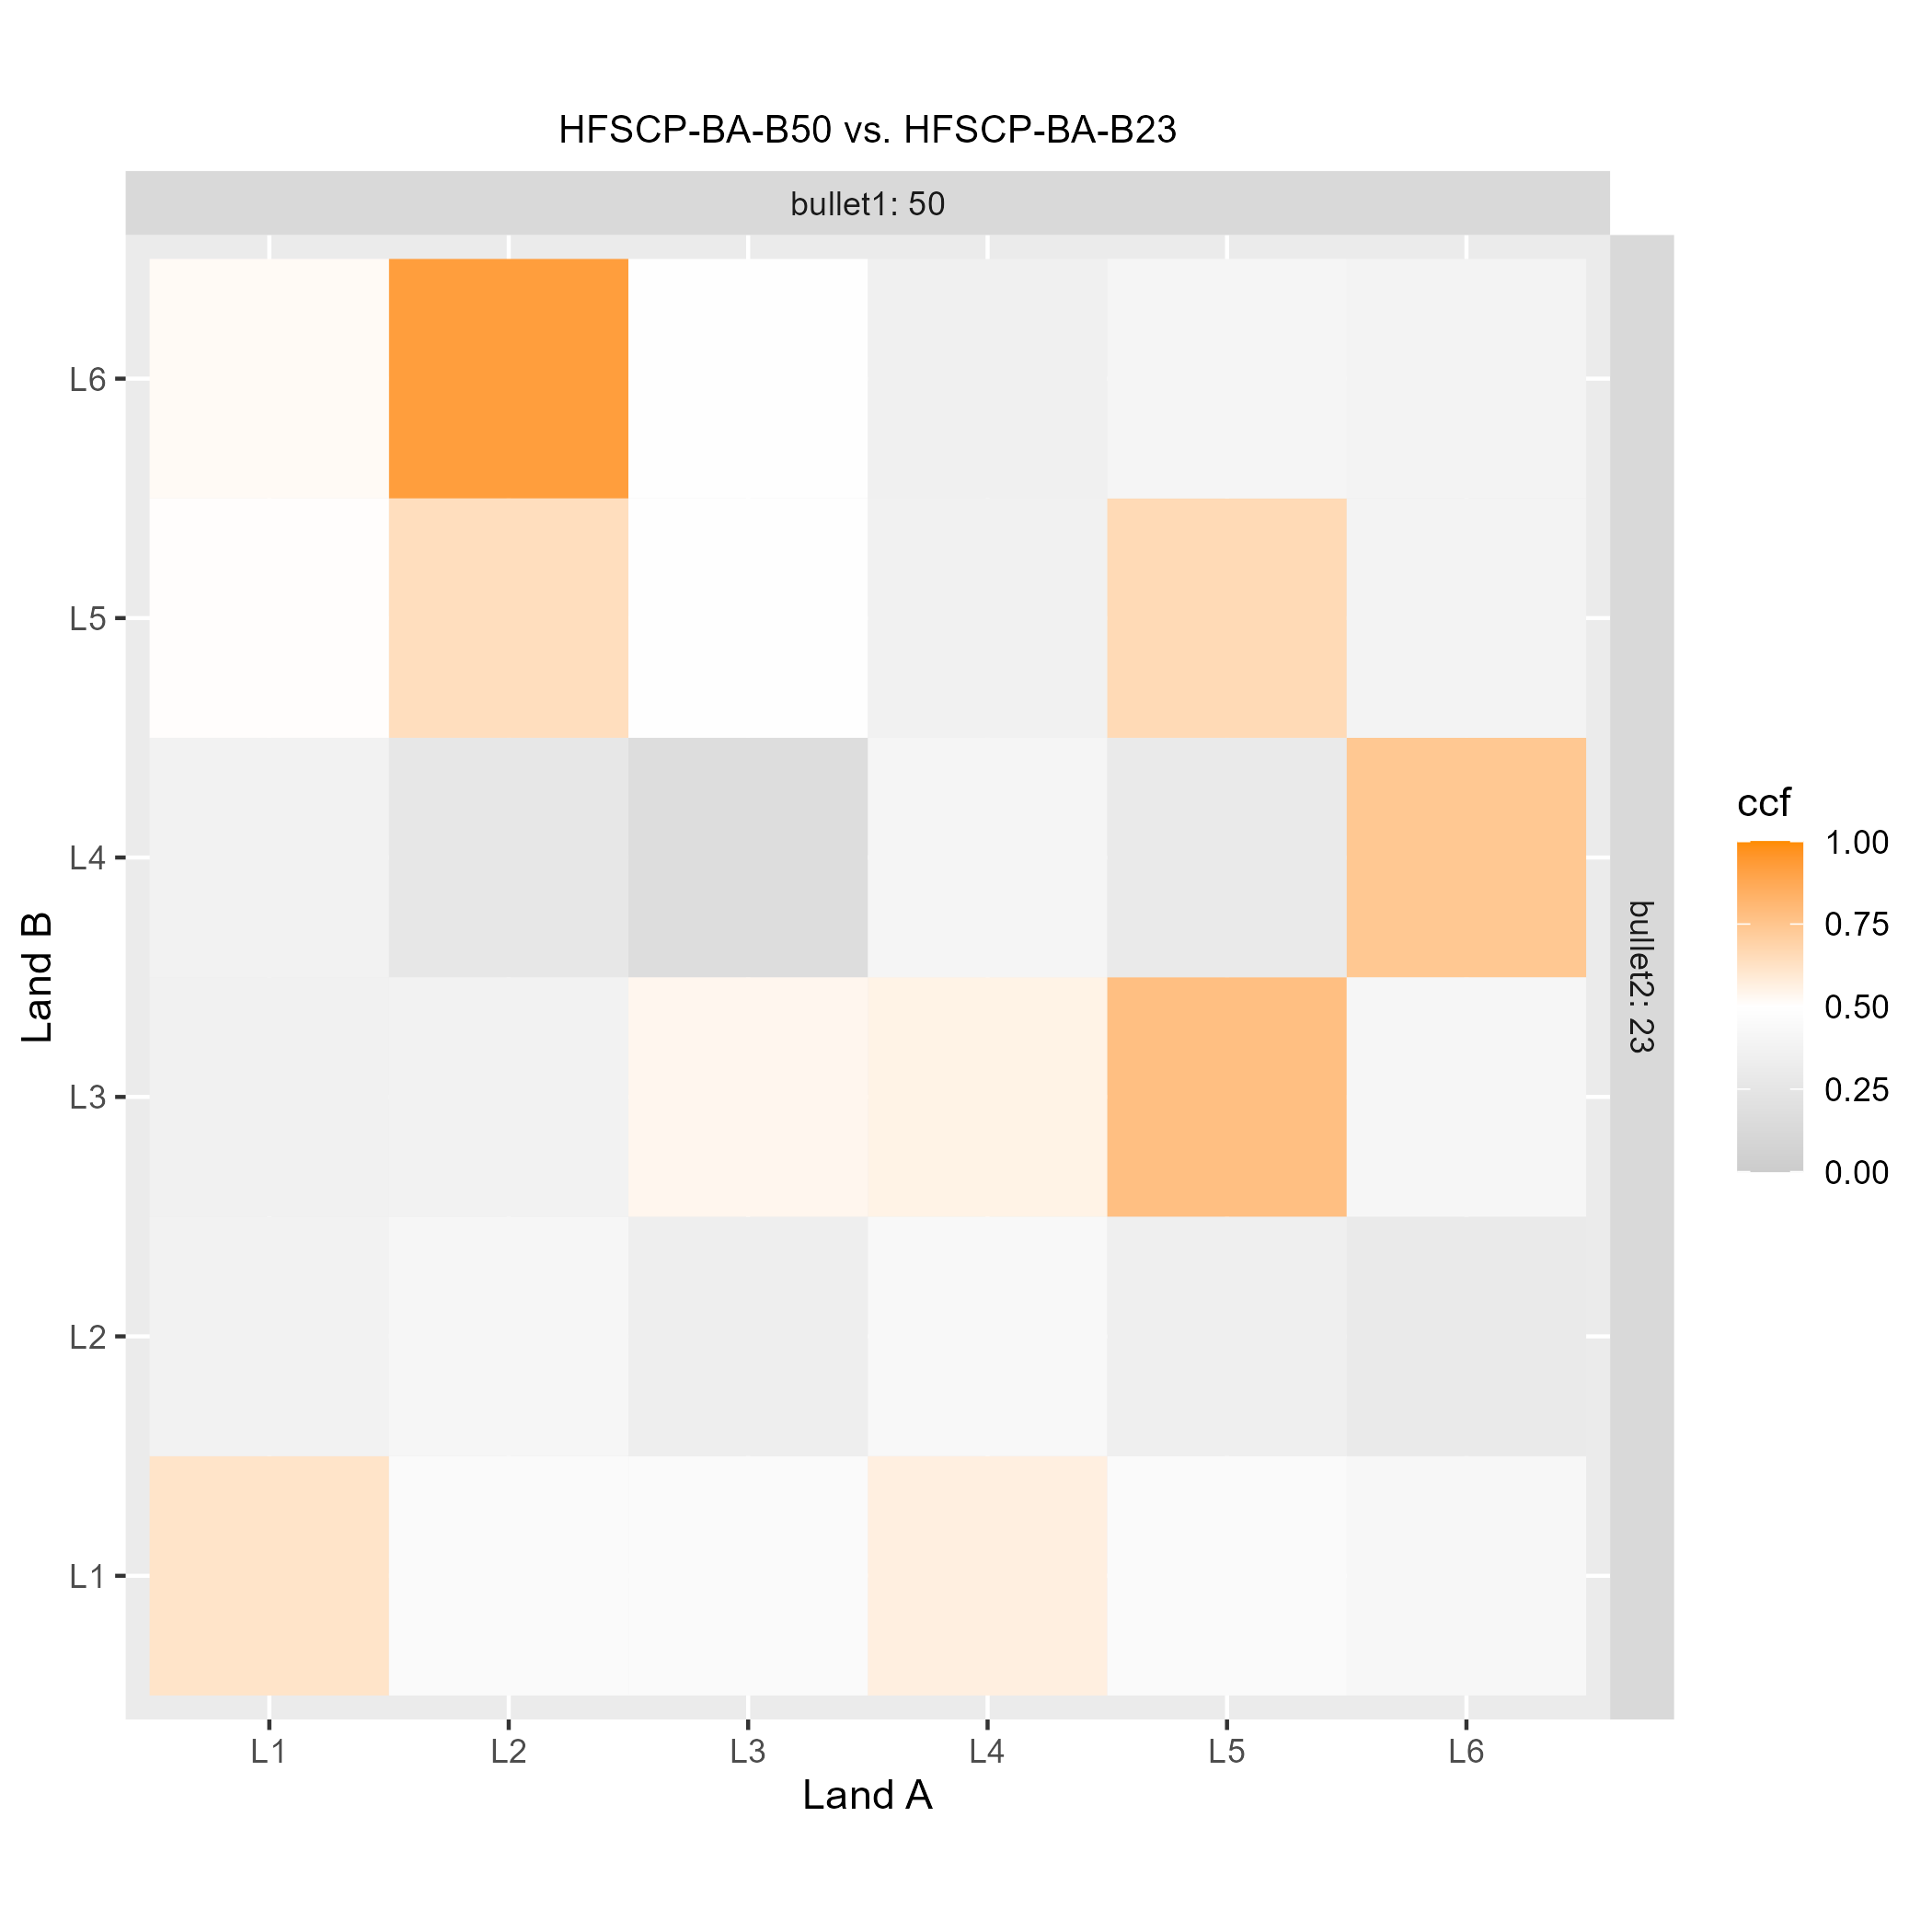 HFSCP-BA-B50 vs. HFSCP-BA-B23
bullet1: 50
L6
L5
L4
L3
L2
L1
Land B
bullet2: 23
L1 L2 L3 L4 L5 L6
Land A
ccf
1.00
0.75
0.50
0.25
0.00